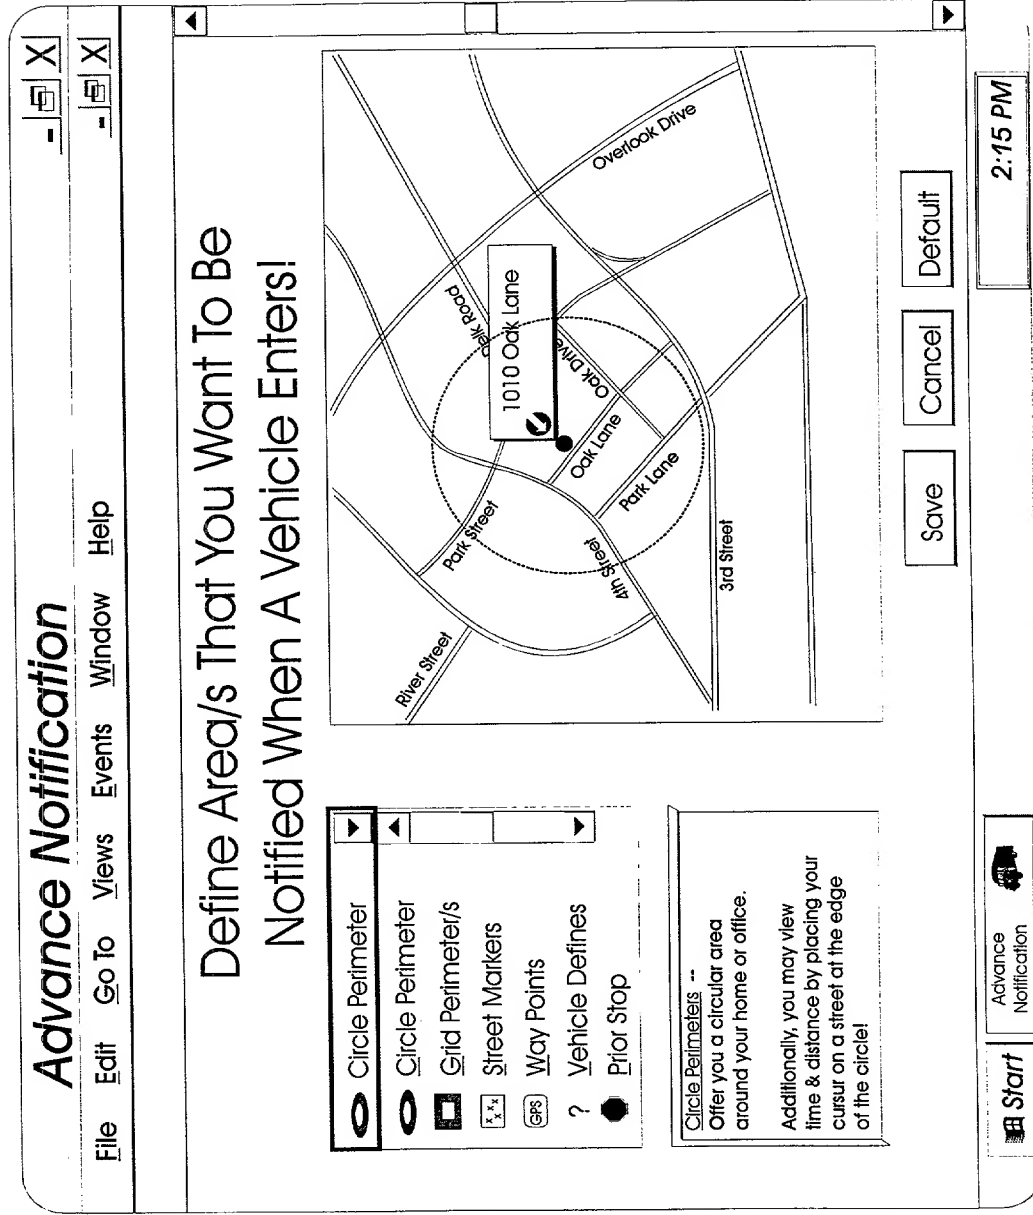 Advance Notification
File Edit Go To Views Events Window Help
Define Area/s That You Want To Be
Notified When A Vehicle Enters!
Circle Perimeter
Circle Perimeter
Grid Perimeter/s
Street Markers
GPS Way Points
? Vehicle Defines
Prior Stop
Circle Perimeters --
Offer you a circular area
around your home or office.
Additionally, you may view
time & distance by placing your
cursur on a street at the edge
of the circle!
River Street
Park Street
4th Street
3rd Street
Park Lane
Oak Lane
Oak Drive
1010 Oak Lane
Road
Overlook Drive
Save
Cancel
Default
Start
Advance
Notification
2:15 PM